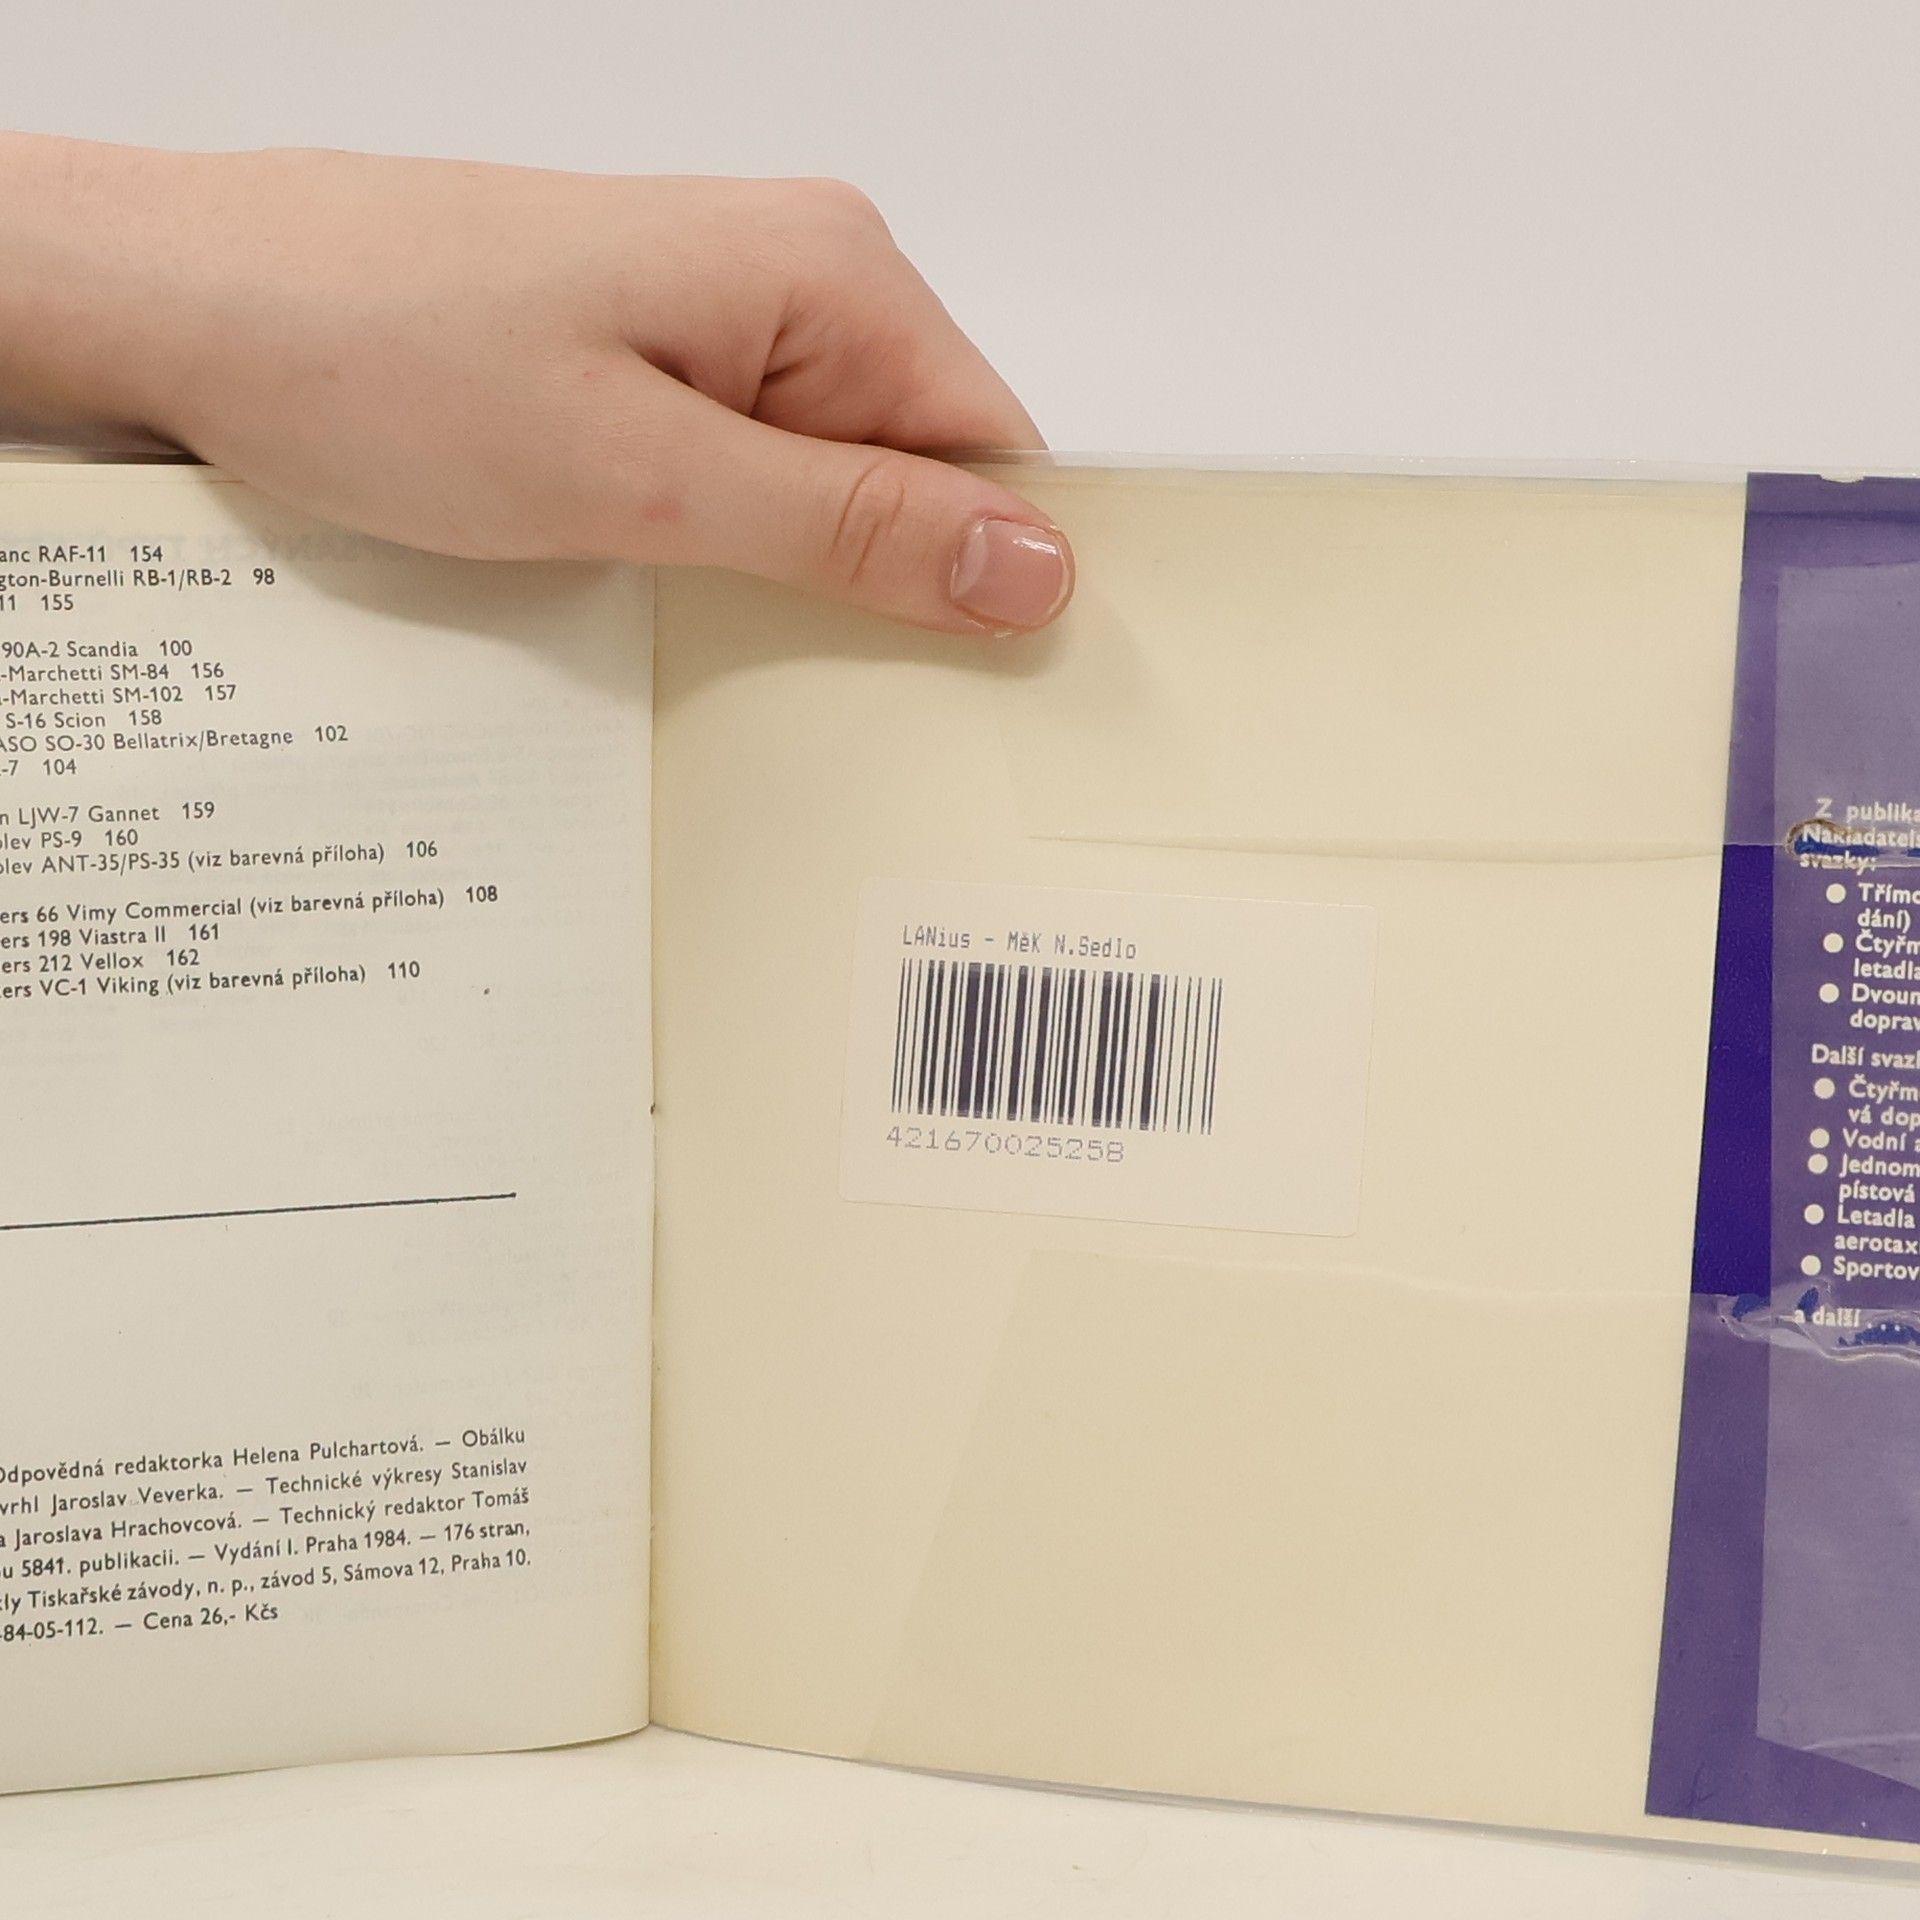 anc RAF-11 154
gton-Burnelli RB-1/RB-2 98
11 155
90A-2 Scandia 100
-Marchetti SM-84 156
-Marchetti SM-102 157
S-16 Scion 158
ASO SO-30 Bellatrix/Bretagne 102
-7 104
n LJW-7 Gannet 159
olev PS-9 160
olev ANT-35/PS-35 (viz barevná příloha) 106
ers 66 Vimy Commercial (viz barevná příloha) 108
ers 198 Viastra II 161
ers 212 Vellox 162
ers VC-1 Viking (viz barevná příloha) 110
Odpovědná redaktorka Helena Pulchartová. — Obálku
vrhl Jaroslav Veverka. — Technické výkresy Stanislav
a Jaroslava Hrachovcová. — Technický redaktor Tomáš
u 5841. publikacii. — Vydání I. Praha 1984. — 176 stran,
ly Tiskařské závody, n. p., závod 5, Sámova 12, Praha 10.
-84-05-112. — Cena 26,- Kčs
LANius - MěK N.Sedlo
421670025258
Z publika
Nakladatels
svazky:
● Třímo
dání)
● Čtyřm
letadla
● Dvoum
doprav
Další svazk
● Čtyřm
vá dop
● Vodní a
● Jednom
pístová
● Letadla
aerotax
● Sportov
a další . . .